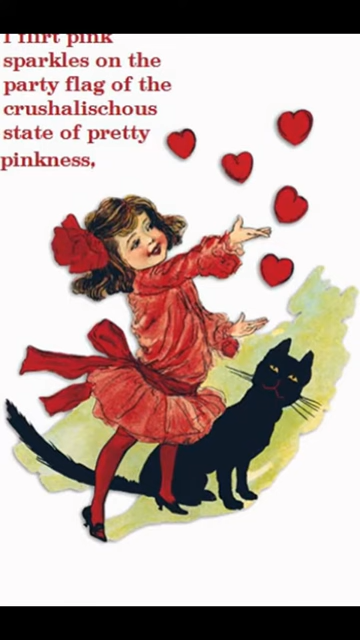 I flirt pink
sparkles on the
party flag of the
crushalischous
state of pretty
pinkness,